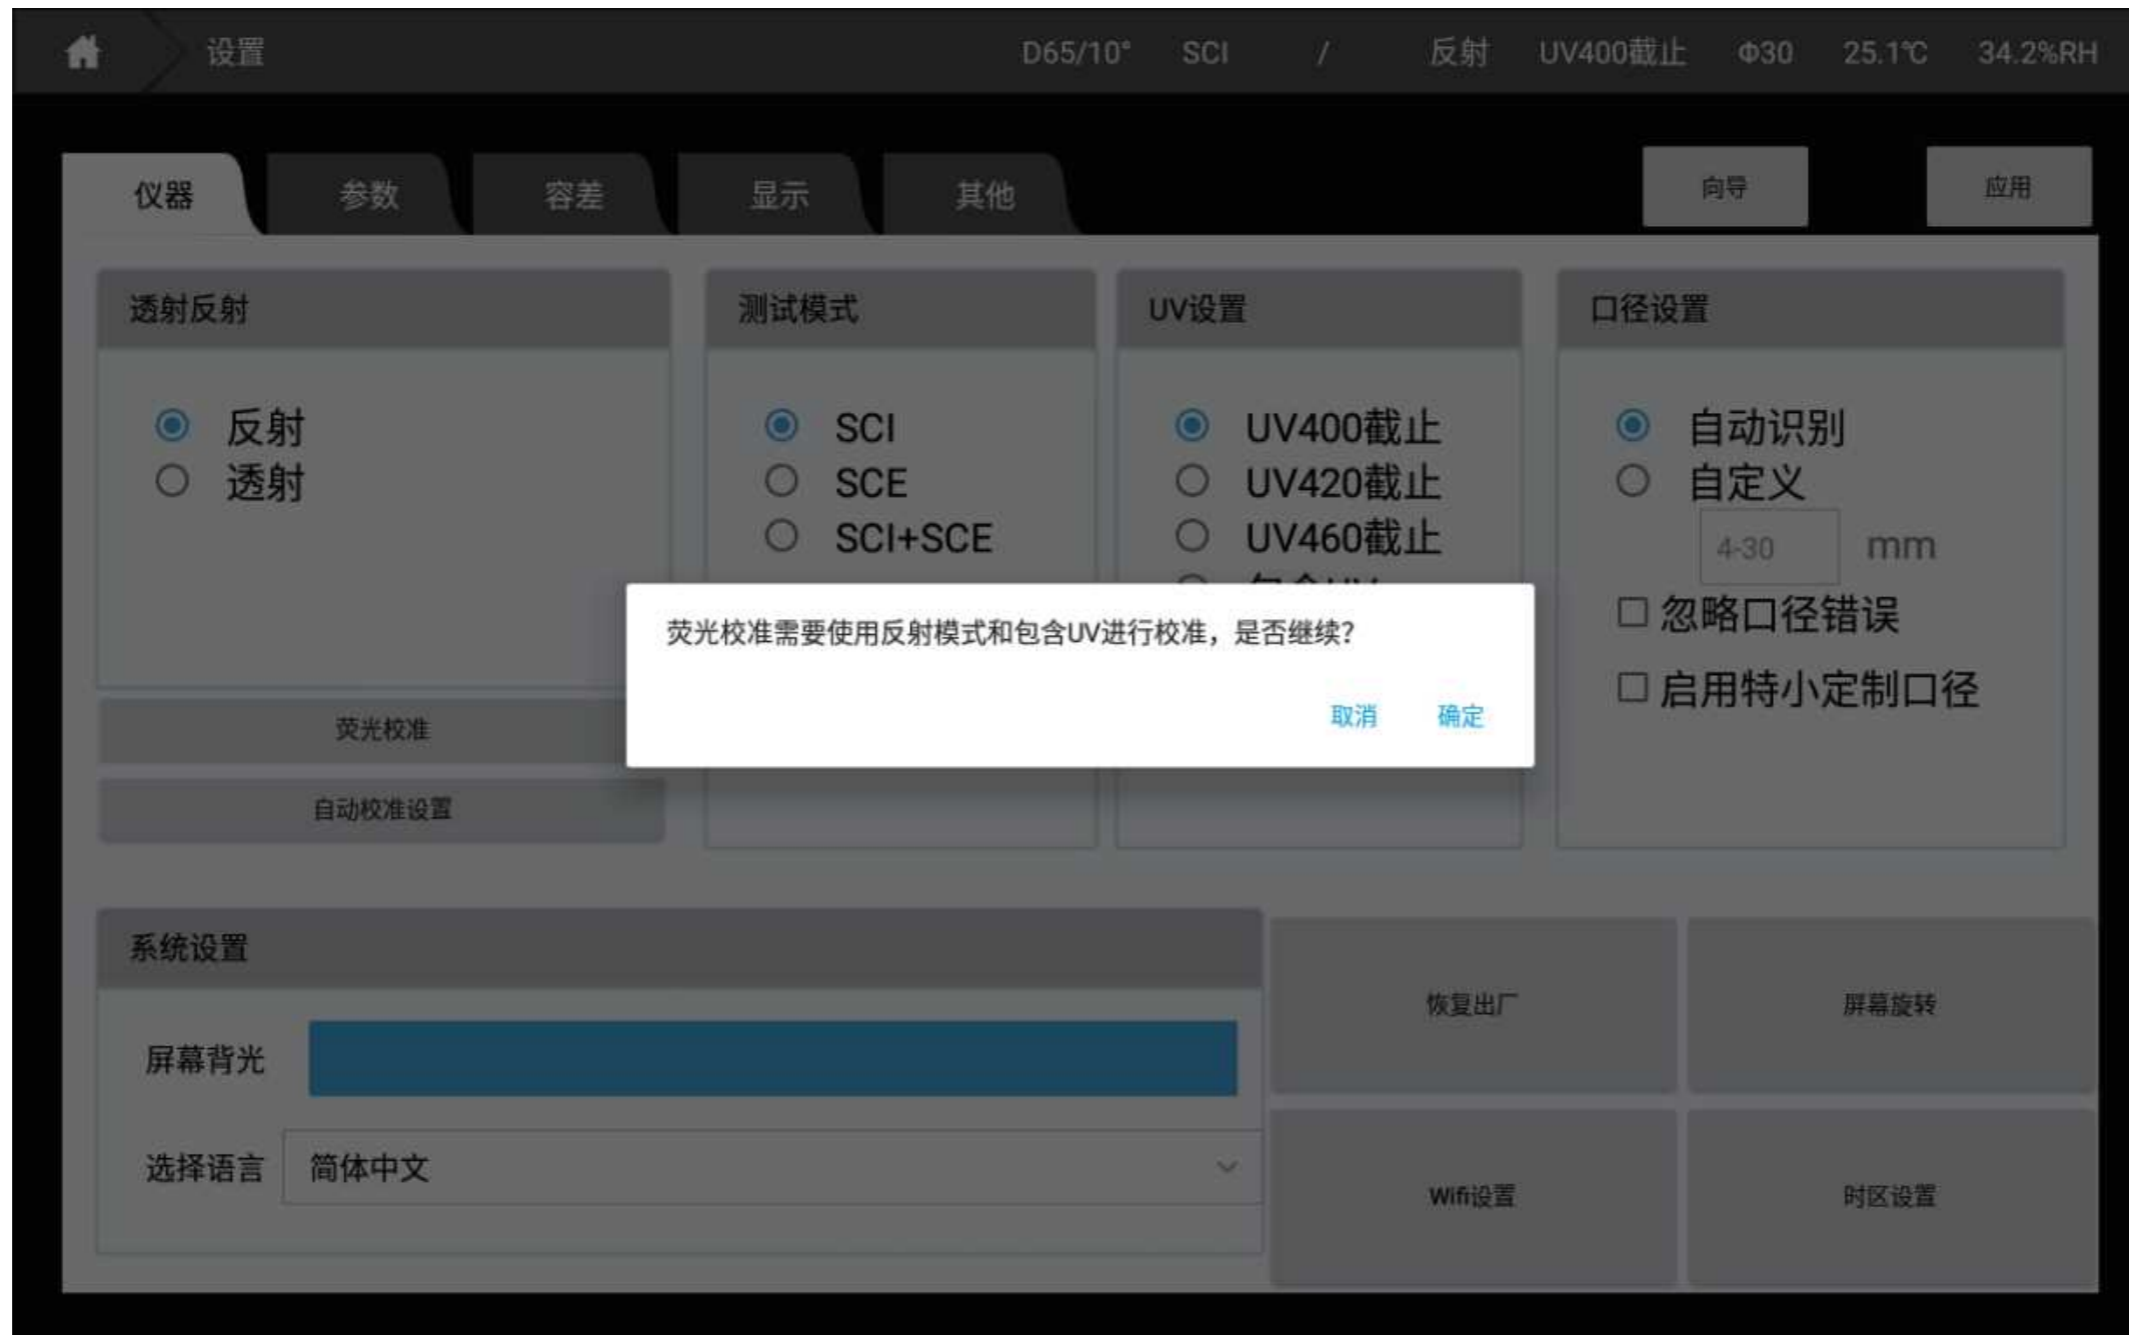 设置 D65/10° SCI / 反射 UV400截止 Φ30 25.1℃ 34.2%RH
仪器 参数 容差 显示 其他 向导 应用
透射反射 测试模式 UV设置 口径设置
反射 SCI UV400截止 自动识别
透射 SCE UV420截止 自定义
SCI+SCE UV460截止 4-30 mm
忽略口径错误
荧光校准需要使用反射模式和包含UV进行校准，是否继续？
启用特小定制口径
取消 确定
荧光校准
自动校准设置
系统设置
恢复出厂 屏幕旋转
屏幕背光
选择语言 简体中文
Wifi设置 时区设置